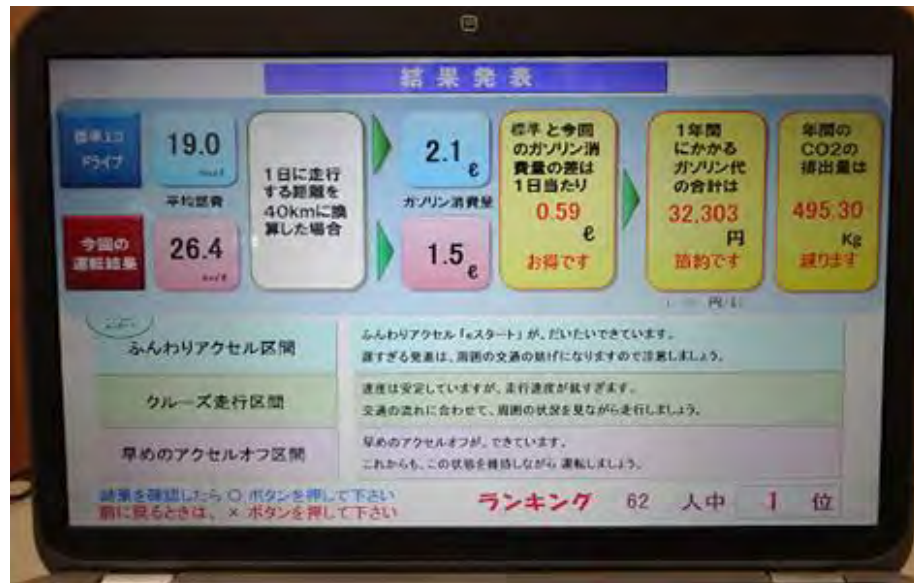 結果発表
標準エコ
ドライブ
19.0
km/ℓ
平均燃費
今回の
運転結果
26.4
km/ℓ
1日に走行
する距離を
40kmに換
算した場合
2.1
ℓ
ガソリン消費量
1.5
ℓ
標準と今回
のガソリン消
費量の差は
1日当たり
0.59
ℓ
お得です
1年間
にかかる
ガソリン代
の合計は
32,303
円
節約です
年間の
CO2の
排出量は
495.30
Kg
減ります
ふんわりアクセル区間
ふんわりアクセル「eスタート」が、だいたいできています。
遅すぎる発進は、周囲の交通の妨げになりますので注意しましょう。
クルーズ走行区間
速度は安定していますが、走行速度が低すぎます。
交通の流れに合わせて、周囲の状況を見ながら走行しましょう。
早めのアクセルオフ区間
早めのアクセルオフが、できています。
これからも、この状態を維持しながら 運転しましょう。
結果を確認したら ○ ボタンを押して下さい
前に戻るときは、 × ボタンを押して下さい
ランキング 62 人中 1 位